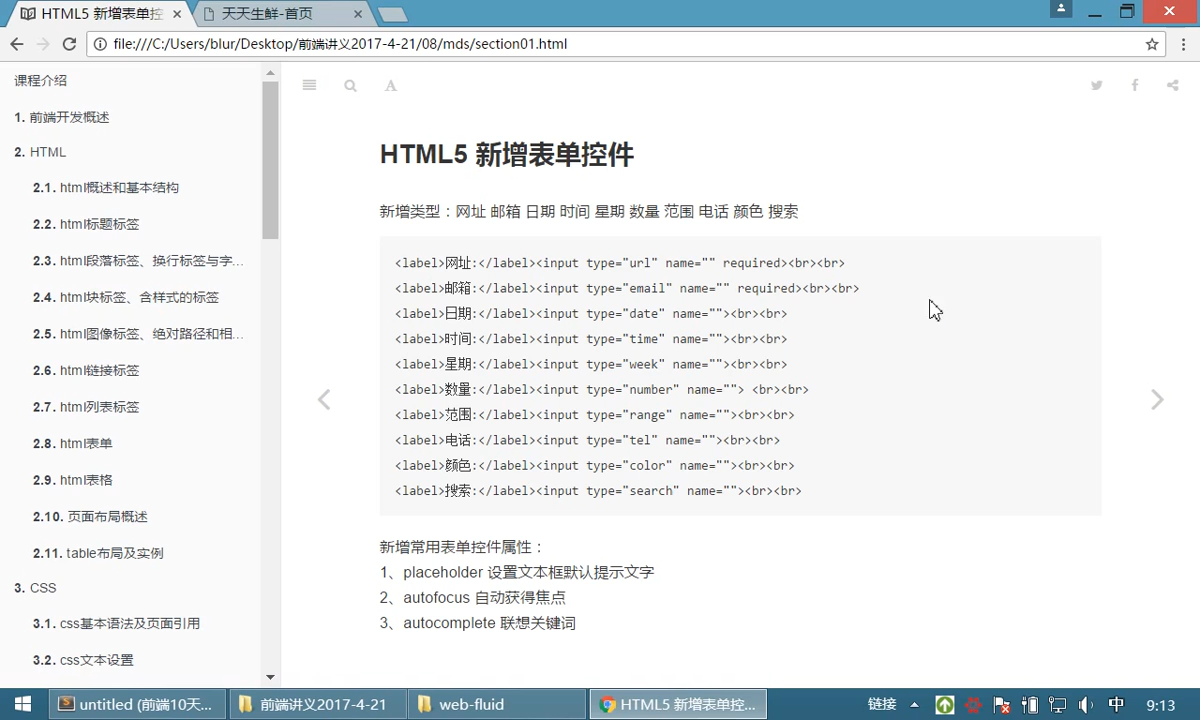 HTML5 新增表单控
天天生鲜-首页
file:///C:/Users/blur/Desktop/前端讲义2017-4-21/08/mds/section01.html
课程介绍
1. 前端开发概述
2. HTML
2.1. html概述和基本结构
2.2. html标题标签
2.3. html段落标签、换行标签与字...
2.4. html块标签、含样式的标签
2.5. html图像标签、绝对路径和相...
2.6. html链接标签
2.7. html列表标签
2.8. html表单
2.9. html表格
2.10. 页面布局概述
2.11. table布局及实例
3. CSS
3.1. css基本语法及页面引用
3.2. css文本设置
A
HTML5 新增表单控件
新增类型：网址 邮箱 日期 时间 星期 数量 范围 电话 颜色 搜索
<label>网址:</label><input type="url" name="" required><br><br>
<label>邮箱:</label><input type="email" name="" required><br><br>
<label>日期:</label><input type="date" name=""><br><br>
<label>时间:</label><input type="time" name=""><br><br>
<label>星期:</label><input type="week" name=""><br><br>
<label>数量:</label><input type="number" name=""> <br><br>
<label>范围:</label><input type="range" name=""><br><br>
<label>电话:</label><input type="tel" name=""><br><br>
<label>颜色:</label><input type="color" name=""><br><br>
<label>搜索:</label><input type="search" name=""><br><br>
新增常用表单控件属性：
1、placeholder 设置文本框默认提示文字
2、autofocus 自动获得焦点
3、autocomplete 联想关键词
untitled (前端10天...
前端讲义2017-4-21
web-fluid
HTML5 新增表单控...
链接
中
9:13